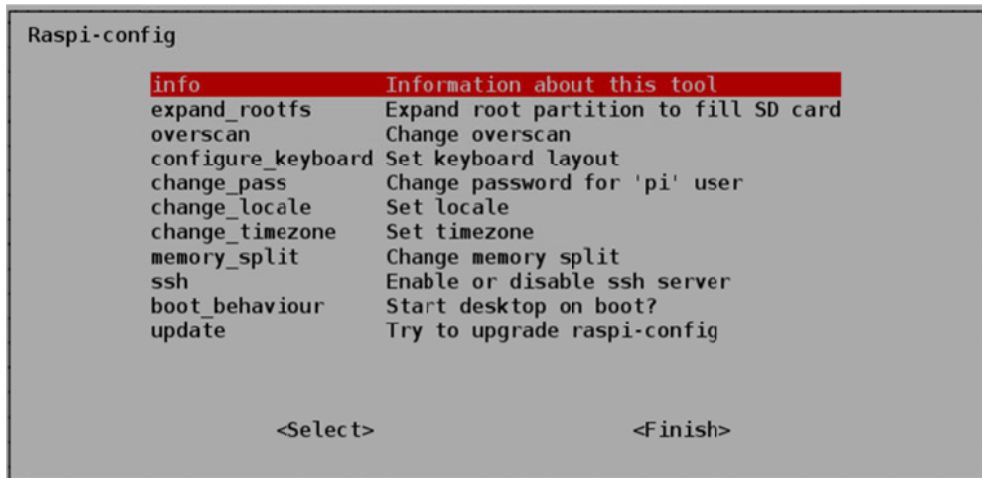 Raspi-config
info Information about this tool
expand_rootfs Expand root partition to fill SD card
overscan Change overscan
configure_keyboard Set keyboard layout
change_pass Change password for 'pi' user
change_locale Set locale
change_timezone Set timezone
memory_split Change memory split
ssh Enable or disable ssh server
boot_behaviour Start desktop on boot?
update Try to upgrade raspi-config
<Select> <Finish>